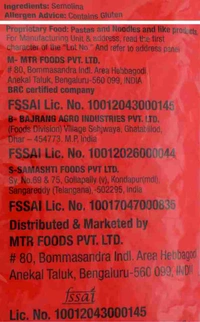 Ingredients: Semolina
Allergen Advice: Contains Gluten
Proprietary Food: Pastas and Noodles and like products
For Manufacturing Unit & address, read the first
character of the "Lot No." And refer to address panel
M- MTR FOODS PVT. LTD.
# 80, Bommasandra Indl. Area Hebbagodi
Anekal Taluk, Bengaluru-560 099, INDIA
BRC certified company
FSSAI Lic. No. 10012043000145
B- BAJRANG AGRO INDUSTRIES PVT. LTD.
(Foods Division) Village Sejwaya, Ghatabillod,
Dhar – 454773, M.P. India
FSSAI Lic. No. 10012026000044
S-SAMASHTI FOODS PVT LTD.
Sy. No.69 & 75, Gollapelly (v), Kondapur(mdl),
Sangareddy (Telangana), -502295, India.
FSSAI Lic. No. 10017047000836
Distributed & Marketed by
MTR FOODS PVT. LTD.
# 80, Bommasandra Indl. Area Hebbagodi
Anekal Taluk, Bengaluru-560 099, INDIA
fssai
Lic. No. 10012043000145